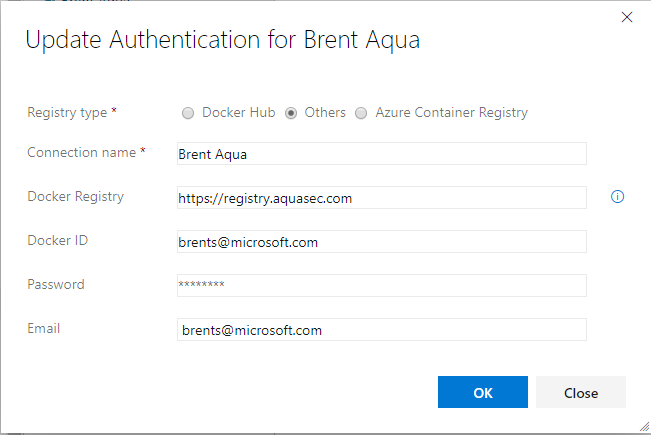 Update Authentication for Brent Aqua
Registry type * Docker Hub Others Azure Container Registry
Connection name * Brent Aqua
Docker Registry https://registry.aquasec.com
Docker ID brents@microsoft.com
Password ********
Email brents@microsoft.com
OK Close